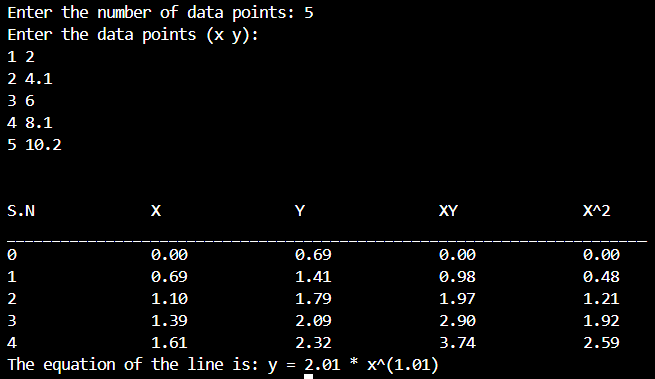 Enter the number of data points: 5
Enter the data points (x y):
1 2
2 4.1
3 6
4 8.1
5 10.2
S.N X Y XY X^2
0 0.00 0.69 0.00 0.00
1 0.69 1.41 0.98 0.48
2 1.10 1.79 1.97 1.21
3 1.39 2.09 2.90 1.92
4 1.61 2.32 3.74 2.59
The equation of the line is: y = 2.01 * x^(1.01)